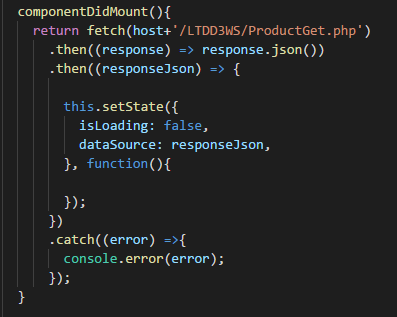 componentDidMount(){
  return fetch(host+'/LTDD3WS/ProductGet.php')
    .then((response) => response.json())
    .then((responseJson) => {

      this.setState({
        isLoading: false,
        dataSource: responseJson,
      }, function(){

      });
    })
    .catch((error) =>{
      console.error(error);
    });
}